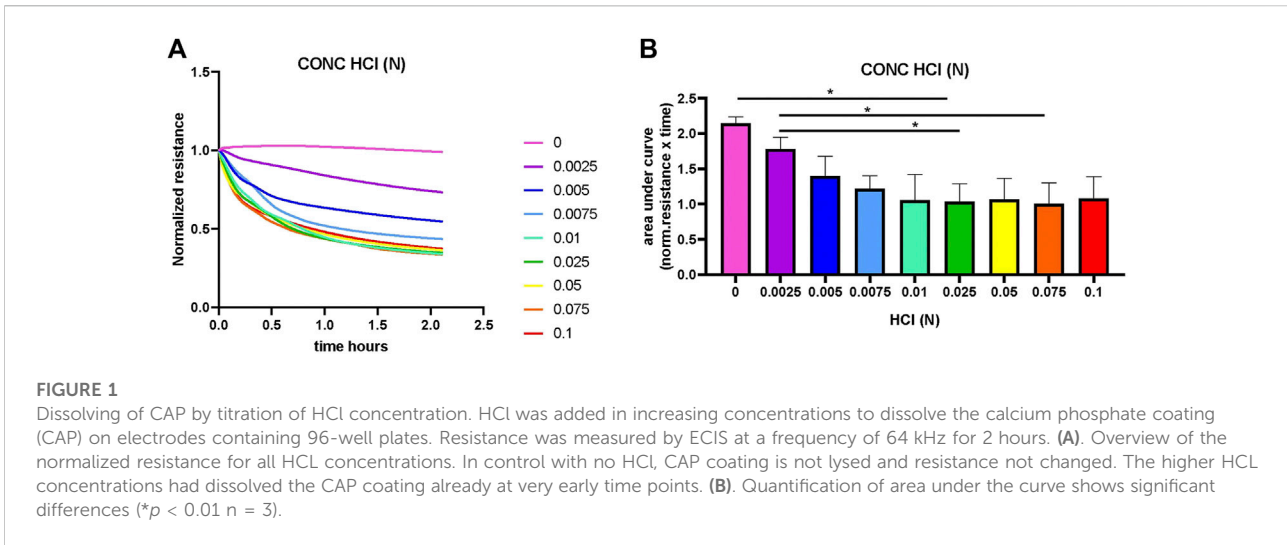 A
CONC HCl (N)
1.5
1.0
0.5
0.0
Normalized resistance
0.0 0.5 1.0 1.5 2.0 2.5
time hours
0
0.0025
0.005
0.0075
0.01
0.025
0.05
0.075
0.1
B
CONC HCl (N)
*
*
*
2.5
2.0
1.5
1.0
0.5
0.0
area under curve
(norm.resistance x time)
0 0.0025 0.005 0.0075 0.01 0.025 0.05 0.075 0.1
HCl (N)
FIGURE 1
Dissolving of CAP by titration of HCl concentration. HCl was added in increasing concentrations to dissolve the calcium phosphate coating
(CAP) on electrodes containing 96-well plates. Resistance was measured by ECIS at a frequency of 64 kHz for 2 hours. (A). Overview of the
normalized resistance for all HCL concentrations. In control with no HCl, CAP coating is not lysed and resistance not changed. The higher HCL
concentrations had dissolved the CAP coating already at very early time points. (B). Quantification of area under the curve shows significant
differences (*p < 0.01 n = 3).